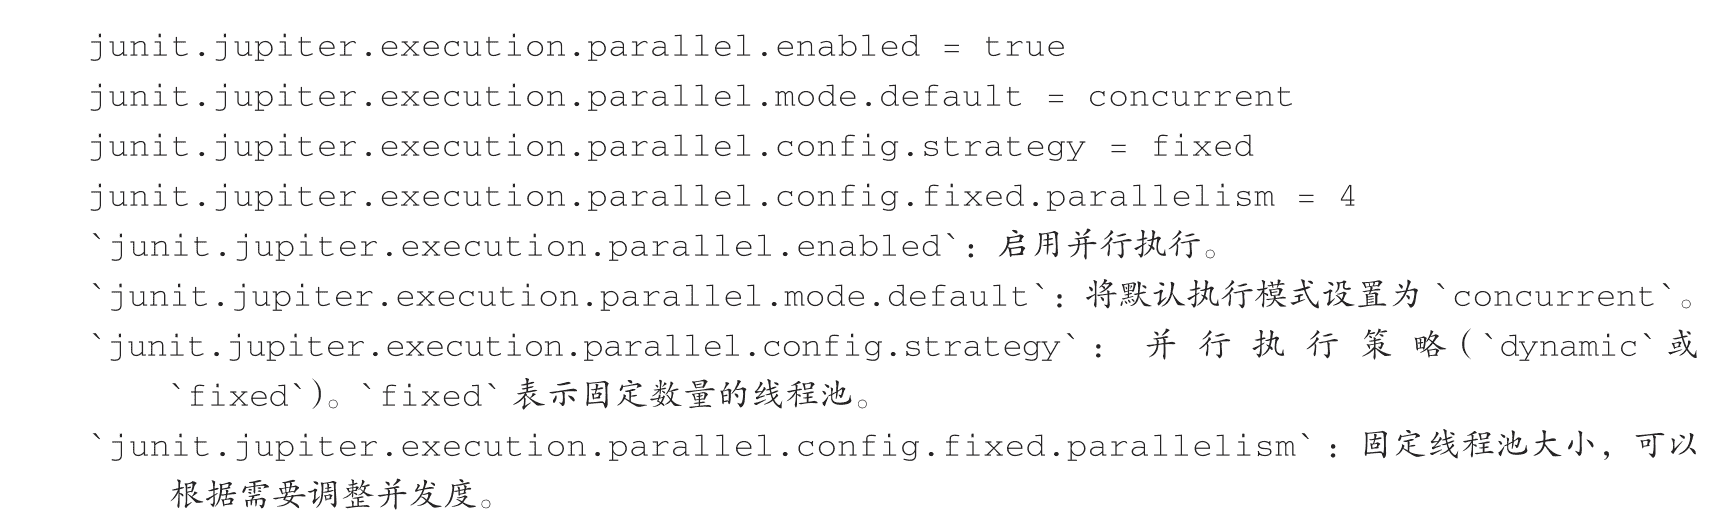 junit.jupiter.execution.parallel.enabled = true
junit.jupiter.execution.parallel.mode.default = concurrent
junit.jupiter.execution.parallel.config.strategy = fixed
junit.jupiter.execution.parallel.config.fixed.parallelism = 4
`junit.jupiter.execution.parallel.enabled`：启用并行执行。
`junit.jupiter.execution.parallel.mode.default`：将默认执行模式设置为 `concurrent`。
`junit.jupiter.execution.parallel.config.strategy`：并行执行策略(`dynamic`或
`fixed`)。`fixed` 表示固定数量的线程池。
`junit.jupiter.execution.parallel.config.fixed.parallelism`：固定线程池大小，可以
根据需要调整并发度。